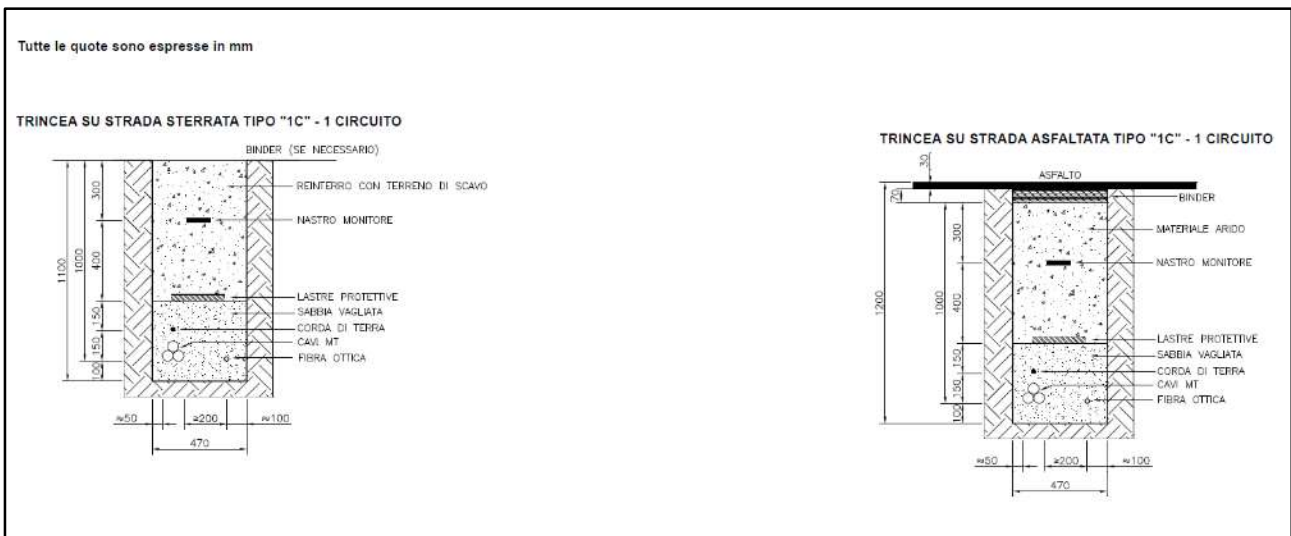 Tutte le quote sono espresse in mm
TRINCEA SU STRADA STERRATA TIPO "1C" - 1 CIRCUITO
BINDER (SE NECESSARIO)
REINTERRO CON TERRENO DI SCAVO
NASTRO MONITORE
LASTRE PROTETTIVE
SABBIA VAGLIATA
CORDA DI TERRA
CAVI MT
FIBRA OTTICA
1100
1000
300
400
150
150
100
≈50
≥200
≈100
470
TRINCEA SU STRADA ASFALTATA TIPO "1C" - 1 CIRCUITO
30
ASFALTO
70
BINDER
MATERIALE ARIDO
NASTRO MONITORE
LASTRE PROTETTIVE
SABBIA VAGLIATA
CORDA DI TERRA
CAVI MT
FIBRA OTTICA
1200
1000
300
400
150
150
100
≈50
≥200
≈100
470